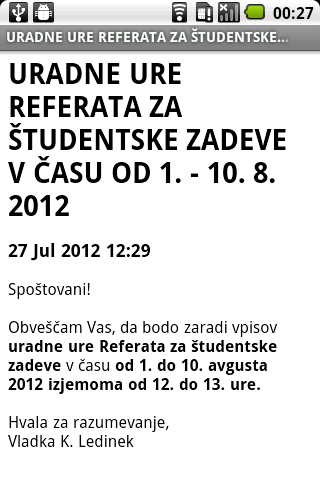 00:27
URADNE URE REFERATA ZA ŠTUDENTSKE...
URADNE URE
REFERATA ZA
ŠTUDENTSKE ZADEVE
V ČASU OD 1. - 10. 8.
2012
27 Jul 2012 12:29
Spoštovani!
Obveščam Vas, da bodo zaradi vpisov
uradne ure Referata za študentske
zadeve v času od 1. do 10. avgusta
2012 izjemoma od 12. do 13. ure.
Hvala za razumevanje,
Vladka K. Ledinek